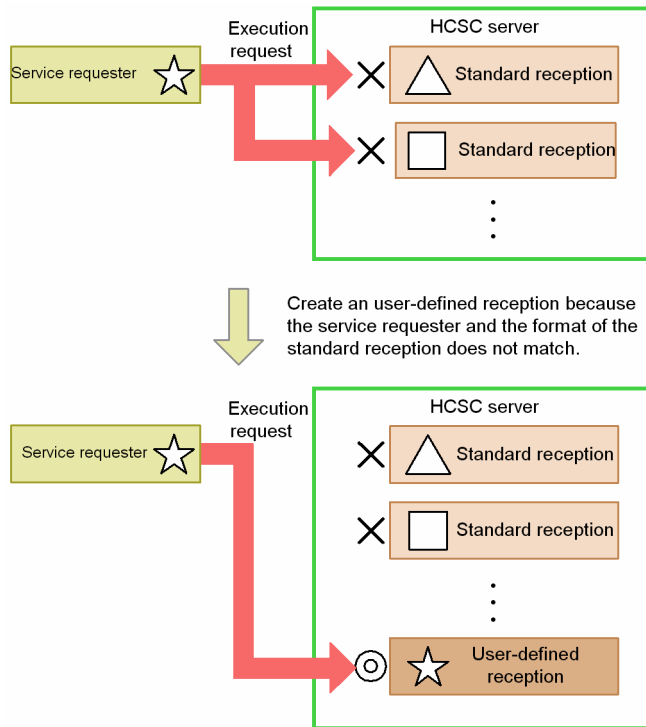 Execution
request
HCSC server
Service requester
Standard reception
Standard reception
Create an user-defined reception because
the service requester and the format of the
standard reception does not match.
Execution
request
HCSC server
Service requester
Standard reception
Standard reception
User-defined
reception